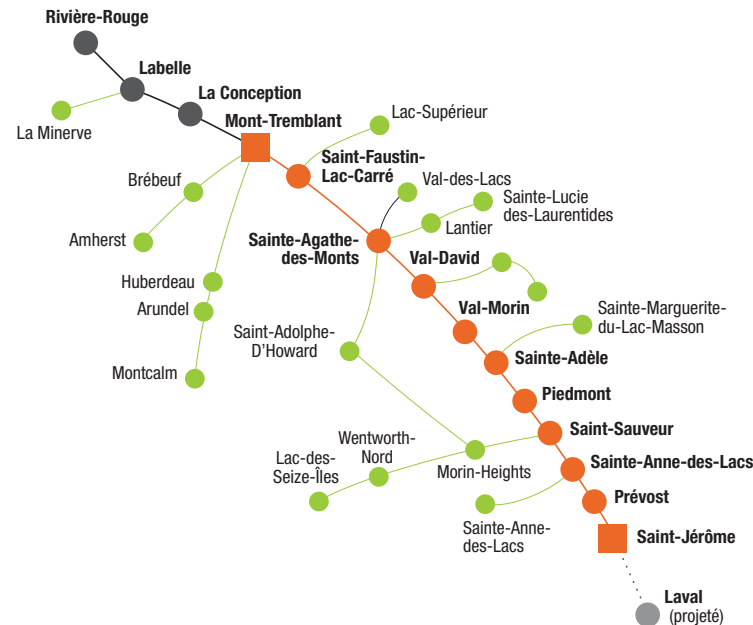 Rivière-Rouge
Labelle
La Conception
La Minerve
Mont-Tremblant
Lac-Supérieur
Saint-Faustin-
Lac-Carré
Brébeuf
Val-des-Lacs
Sainte-Lucie
des-Laurentides
Lantier
Amherst
Sainte-Agathe-
des-Monts
Val-David
Huberdeau
Arundel
Val-Morin
Sainte-Marguerite-
du-Lac-Masson
Saint-Adolphe-
D'Howard
Sainte-Adèle
Montcalm
Piedmont
Saint-Sauveur
Wentworth-
Nord
Lac-des-
Seize-Îles
Morin-Heights
Sainte-Anne-des-Lacs
Prévost
Sainte-Anne-
des-Lacs
Saint-Jérôme
Laval
(projeté)